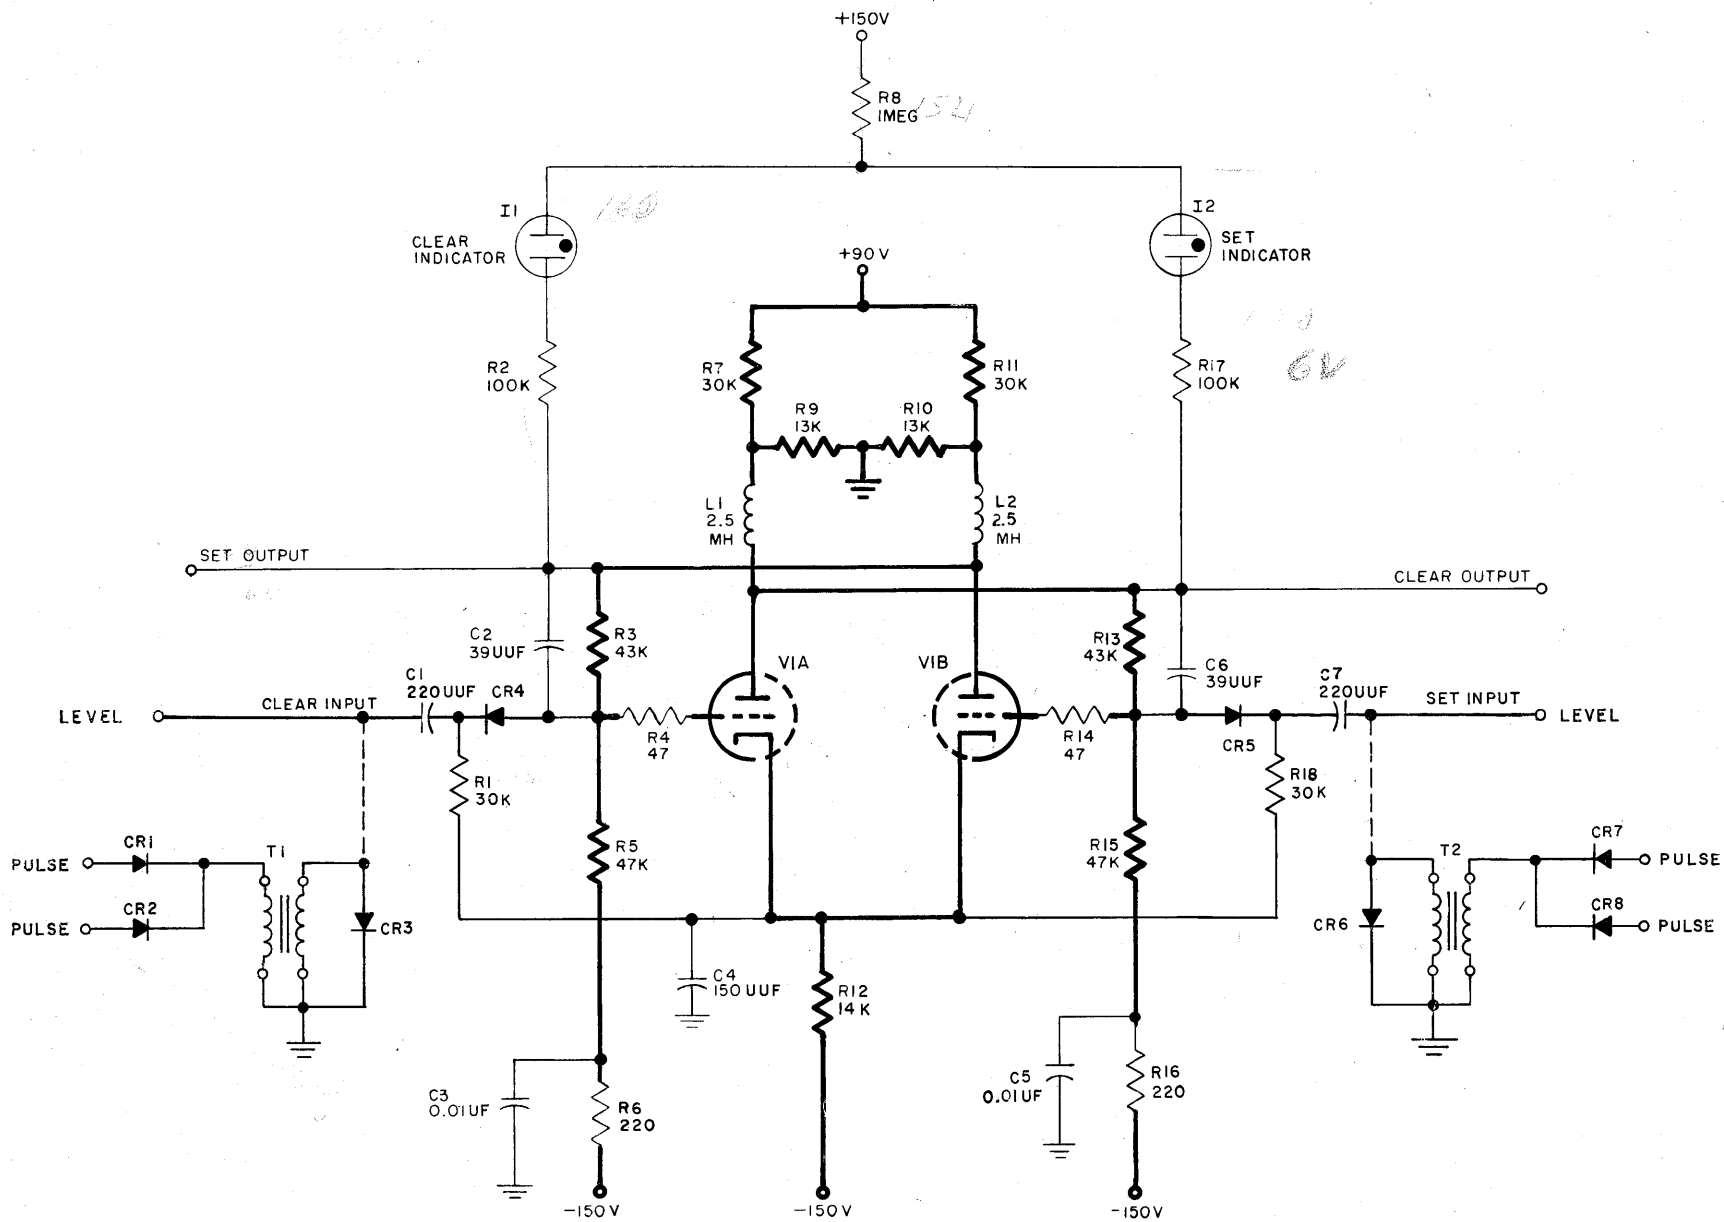 +150V
R8
1MEG
I1
CLEAR
INDICATOR
I2
SET
INDICATOR
+90V
R2
100K
R7
30K
R11
30K
R17
100K
6V
R9
13K
R10
13K
L1
2.5
MH
L2
2.5
MH
SET OUTPUT
CLEAR OUTPUT
C2
39UUF
R3
43K
V1A
V1B
R13
43K
C6
39UUF
C1
220UUF
CR4
C7
220UUF
LEVEL
CLEAR INPUT
R4
47
R14
47
CR5
SET INPUT
LEVEL
R1
30K
R18
30K
R5
47K
R15
47K
PULSE
CR1
T1
PULSE
CR2
CR3
T2
CR7
PULSE
CR6
CR8
PULSE
C4
150UUF
R12
14K
C3
0.01UF
R6
220
C5
0.01UF
R16
220
-150V
-150V
-150V